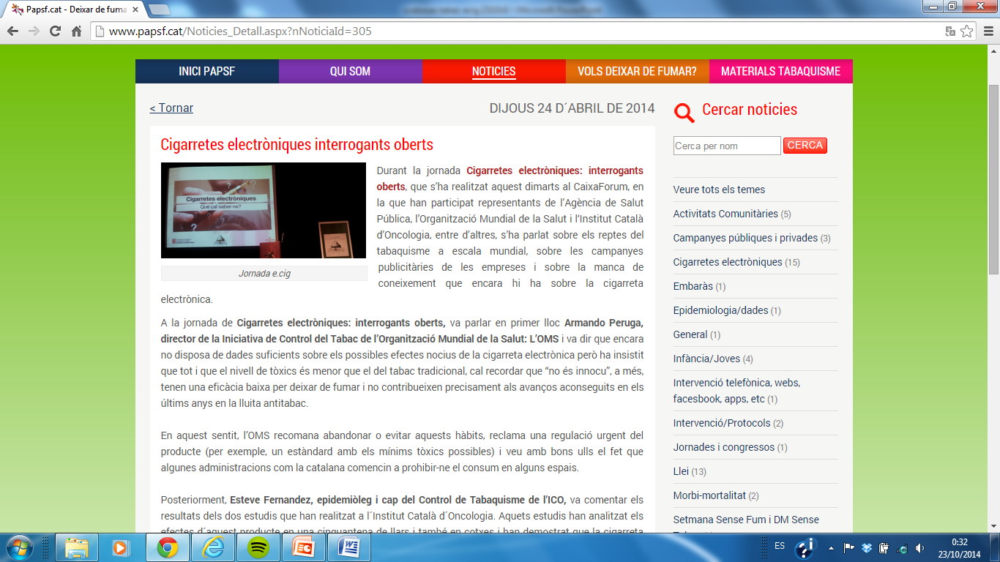 Papsf.cat - Deixar de fuma
www.papsf.cat/Noticies_Detall.aspx?nNoticiaId=305
INICI PAPSF
QUI SOM
NOTICIES
VOLS DEIXAR DE FUMAR?
MATERIALS TABAQUISME
< Tornar
DIJOUS 24 D´ABRIL DE 2014
Cigarretes electròniques interrogants oberts
Cigarretes electròniques
Que cal saber-ne?
Jornada e.cig
Durant la jornada Cigarretes electròniques: interrogants
oberts, que s’ha realitzat aquest dimarts al CaixaForum, en
la que han participat representants de l’Agència de Salut
Pública, l’Organització Mundial de la Salut i l‘Institut Català
d’Oncologia, entre d’altres, s’ha parlat sobre els reptes del
tabaquisme a escala mundial, sobre les campanyes
publicitàries de les empreses i sobre la manca de
coneixement que encara hi ha sobre la cigarreta
electrònica.
A la jornada de Cigarretes electròniques: interrogants oberts, va parlar en primer lloc Armando Peruga,
director de la Iniciativa de Control del Tabac de l’Organització Mundial de la Salut: L’OMS i va dir que encara
no disposa de dades suficients sobre els possibles efectes nocius de la cigarreta electrònica però ha insistit
que tot i que el nivell de tòxics és menor que el del tabac tradicional, cal recordar que “no és innocu”, a més,
tenen una eficàcia baixa per deixar de fumar i no contribueixen precisament als avanços aconseguits en els
últims anys en la lluita antitabac.
En aquest sentit, l’OMS recomana abandonar o evitar aquests hàbits, reclama una regulació urgent del
producte (per exemple, un estàndard amb els mínims tòxics possibles) i veu amb bons ulls el fet que
algunes administracions com la catalana comencin a prohibir-ne el consum en alguns espais.
Posteriorment, Esteve Fernandez, epidemiòleg i cap del Control de Tabaquisme de l’ICO, va comentar els
resultats dels dos estudis que han realitzat a l´Institut Català d´Oncologia. Aquets estudis han analitzat els
efectes d´aquest producte en una cinquantena de llars i també en cotxes i han demostrat que la cigarreta
Cercar noticies
Cerca per nom
CERCA
Veure tots els temes
Activitats Comunitàries (5)
Campanyes públiques i privades (3)
Cigarretes electròniques (15)
Embaràs (1)
Epidemiologia/dades (1)
General (1)
Infància/Joves (4)
Intervenció telefònica, webs,
facesbook, apps, etc (1)
Intervenció/Protocols (2)
Jornades i congressos (1)
Llei (13)
Morbi-mortalitat (2)
Setmana Sense Fum i DM Sense
ES
0:32
23/10/2014